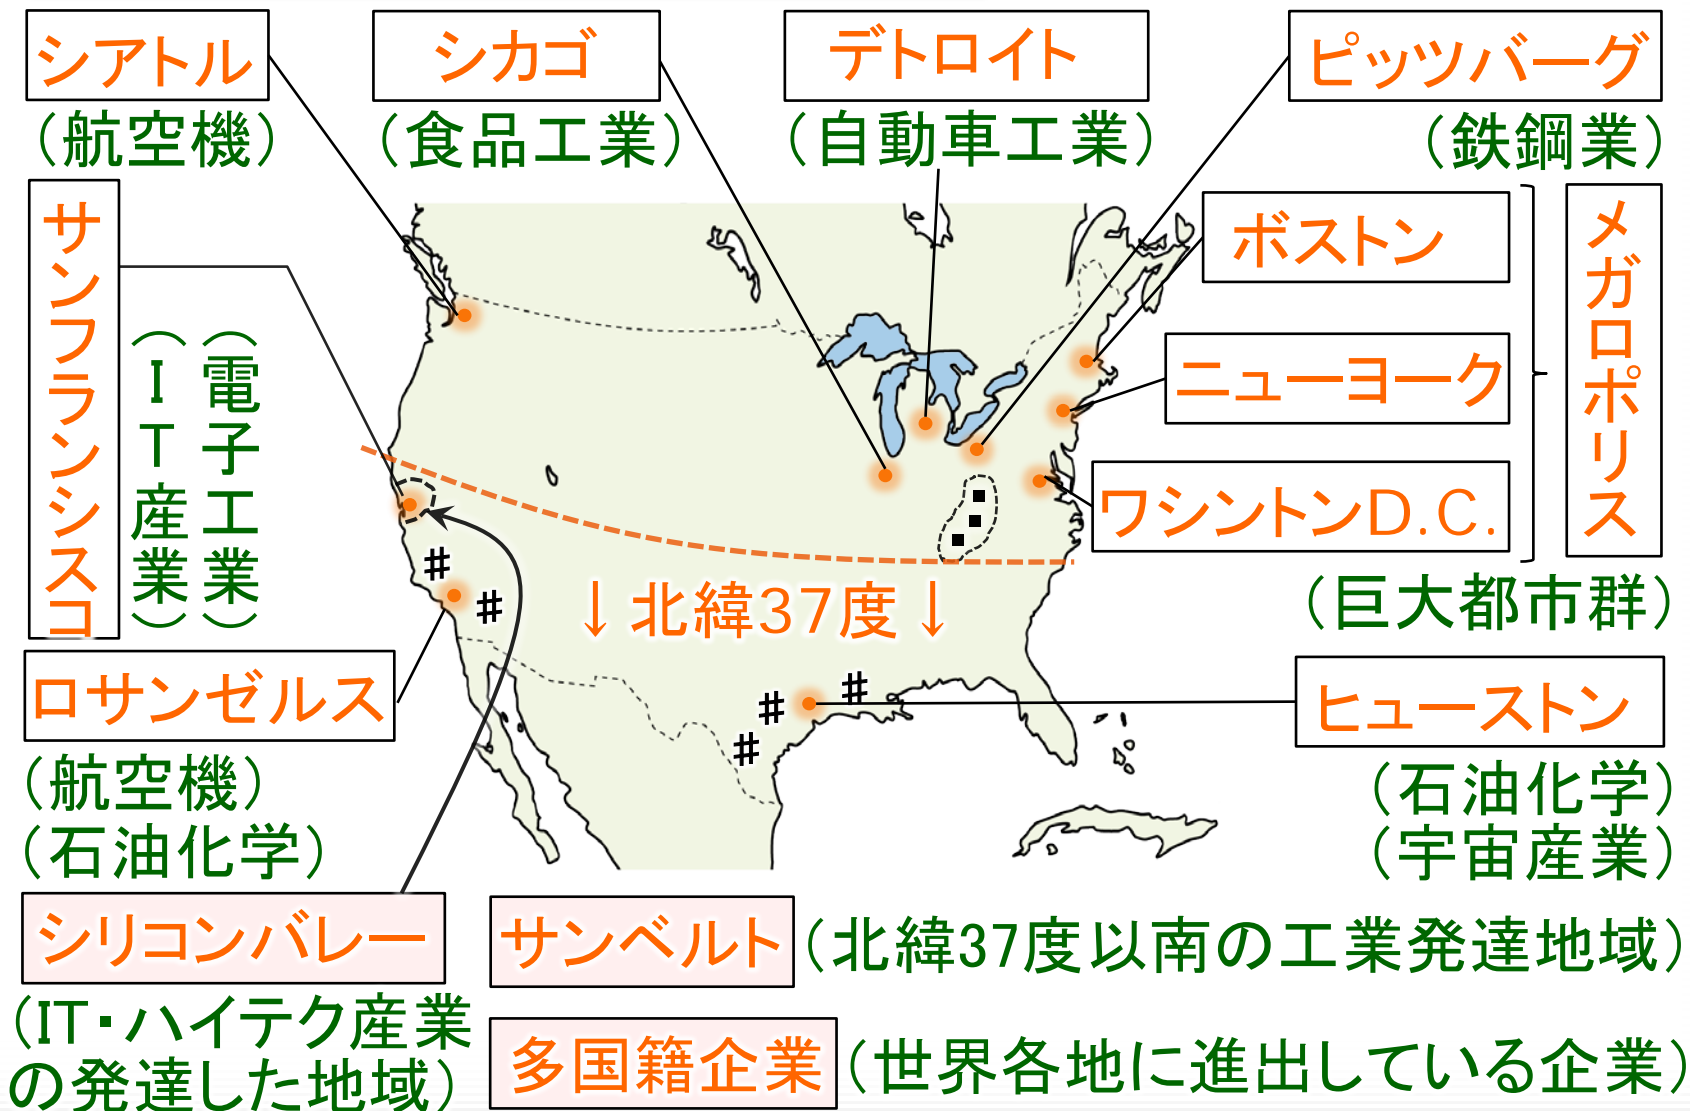 シアトル
(航空機)
シカゴ
(食品工業)
デトロイト
(自動車工業)
ピッツバーグ
(鉄鋼業)
サンフランシスコ
(電子工業)
(IT産業)
ボストン
ニューヨーク
ワシントンD.C.
メガロポリス
(巨大都市群)
↓北緯37度↓
ロサンゼルス
(航空機)
(石油化学)
ヒューストン
(石油化学)
(宇宙産業)
シリコンバレー
(IT・ハイテク産業
の発達した地域)
サンベルト(北緯37度以南の工業発達地域)
多国籍企業(世界各地に進出している企業)